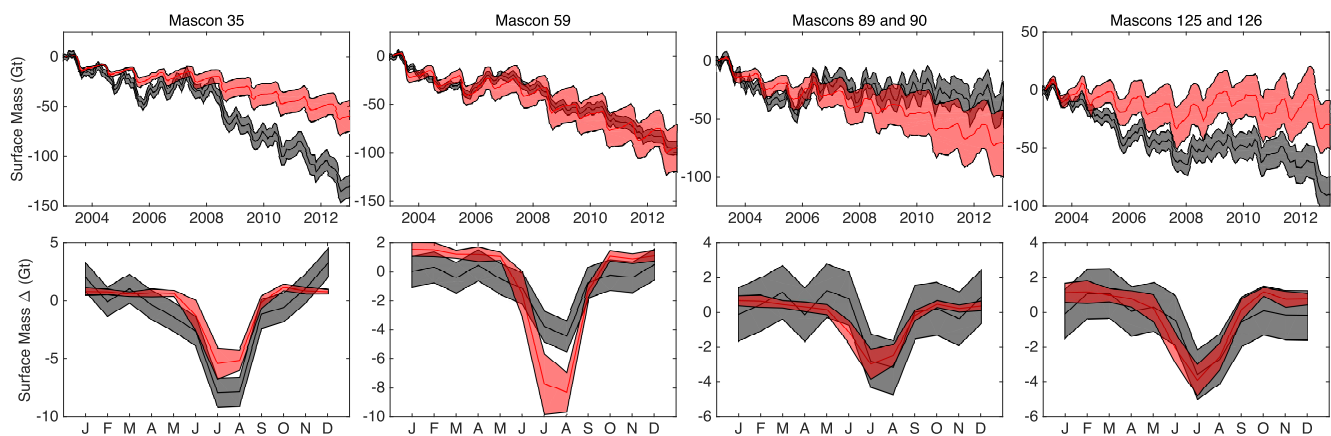 Mascon 35
Mascon 59
Mascons 89 and 90
Mascons 125 and 126
Surface Mass (Gt)
0
-50
-100
-150
2004 2006 2008 2010 2012
0
-50
-100
-150
2004 2006 2008 2010 2012
0
-50
-100
2004 2006 2008 2010 2012
50
0
-50
-100
2004 2006 2008 2010 2012
Surface Mass Δ (Gt)
5
0
-5
-10
J F M A M J J A S O N D
2
0
-2
-4
-6
-8
-10
J F M A M J J A S O N D
4
2
0
-2
-4
-6
J F M A M J J A S O N D
4
2
0
-2
-4
-6
J F M A M J J A S O N D